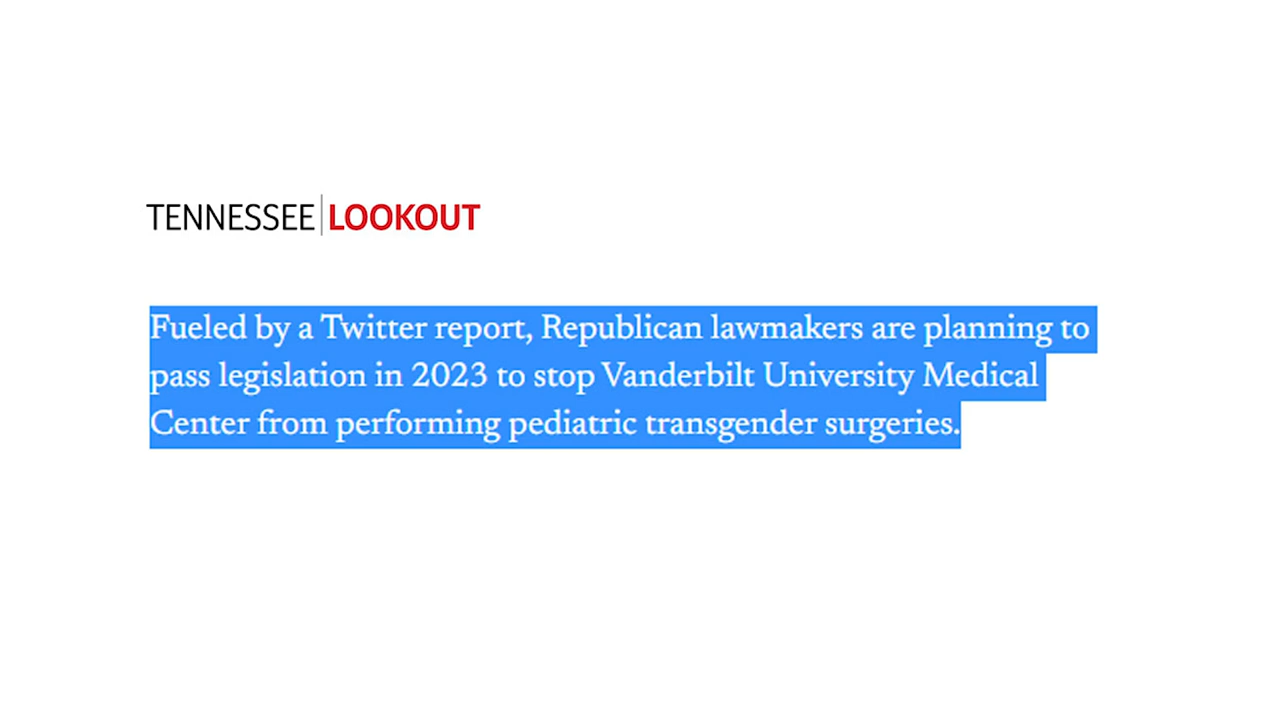 TENNESSEE LOOKOUT
Fueled by a Twitter report, Republican lawmakers are planning to
pass legislation in 2023 to stop Vanderbilt University Medical
Center from performing pediatric transgender surgeries.